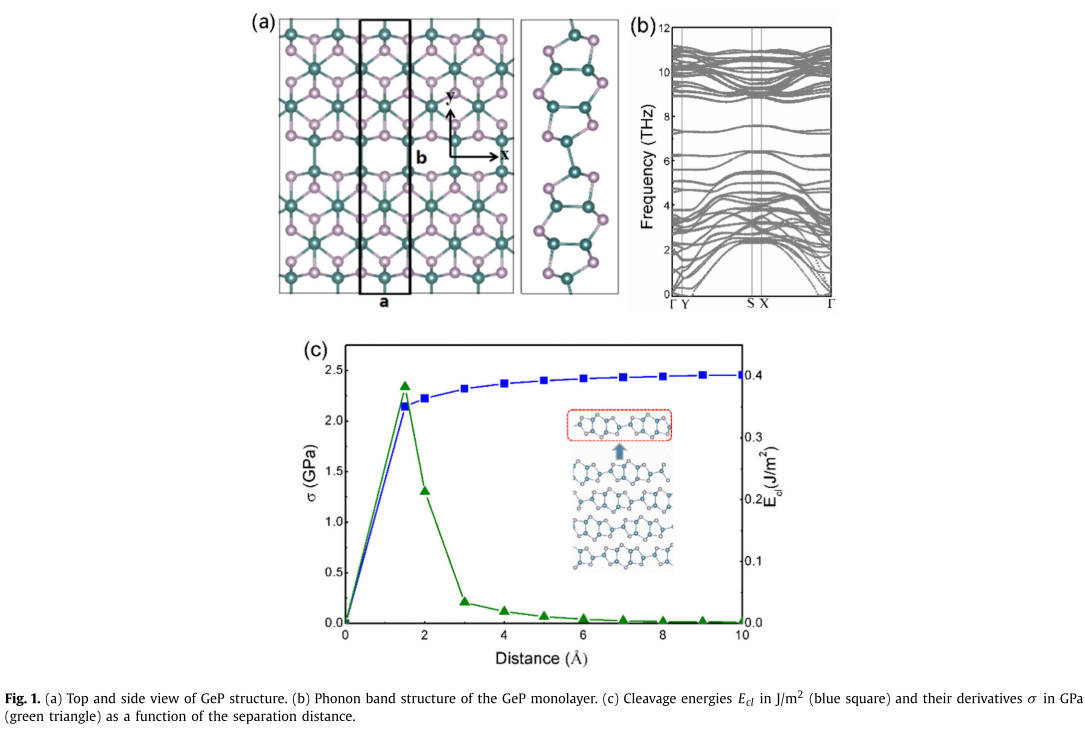 (a)
y
x
b
a
(b)
12
10
8
6
4
2
0
Frequency (THz)
Γ Y S X Γ
(c)
2.5
2.0
1.5
1.0
0.5
0.0
σ (GPa)
0.4
0.3
0.2
0.1
0.0
E_cl(J/m²)
0 2 4 6 8 10
Distance (Å)
Fig. 1. (a) Top and side view of GeP structure. (b) Phonon band structure of the GeP monolayer. (c) Cleavage energies E_cl in J/m² (blue square) and their derivatives σ in GPa
(green triangle) as a function of the separation distance.